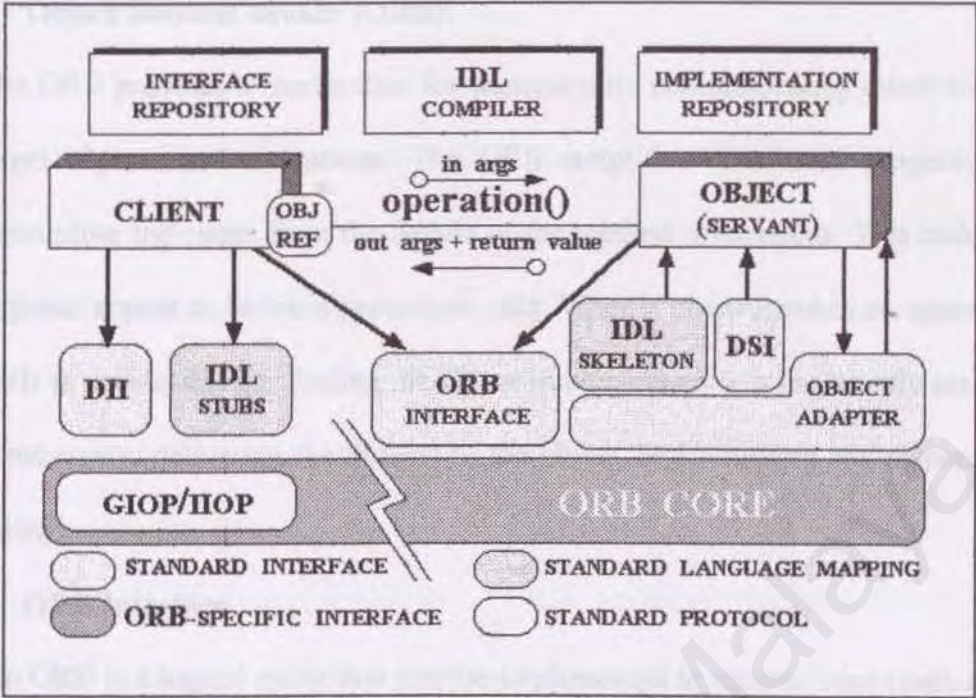 INTERFACE
REPOSITORY
IDL
COMPILER
IMPLEMENTATION
REPOSITORY
CLIENT
OBJ
REF
in args
operation()
out args + return value
OBJECT
(SERVANT)
DII
IDL
STUBS
ORB
INTERFACE
IDL
SKELETON
DSI
OBJECT
ADAPTER
GIOP/IIOP
ORB CORE
STANDARD INTERFACE
STANDARD LANGUAGE MAPPING
ORB-SPECIFIC INTERFACE
STANDARD PROTOCOL
Malaya